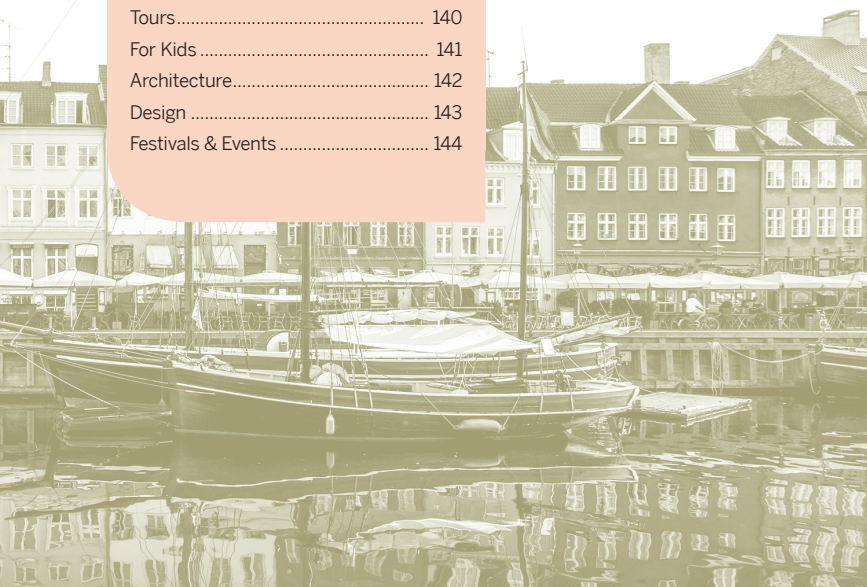 Tours.......................................................... 140
For Kids ..................................................... 141
Architecture.............................................. 142
Design ....................................................... 143
Festivals & Events .................................. 144